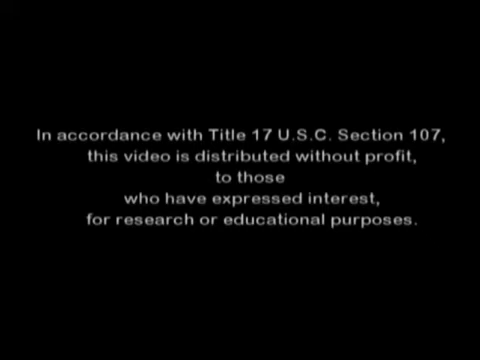 In accordance with Title 17 U.S.C. Section 107,
this video is distributed without profit,
to those
who have expressed interest,
for research or educational purposes.